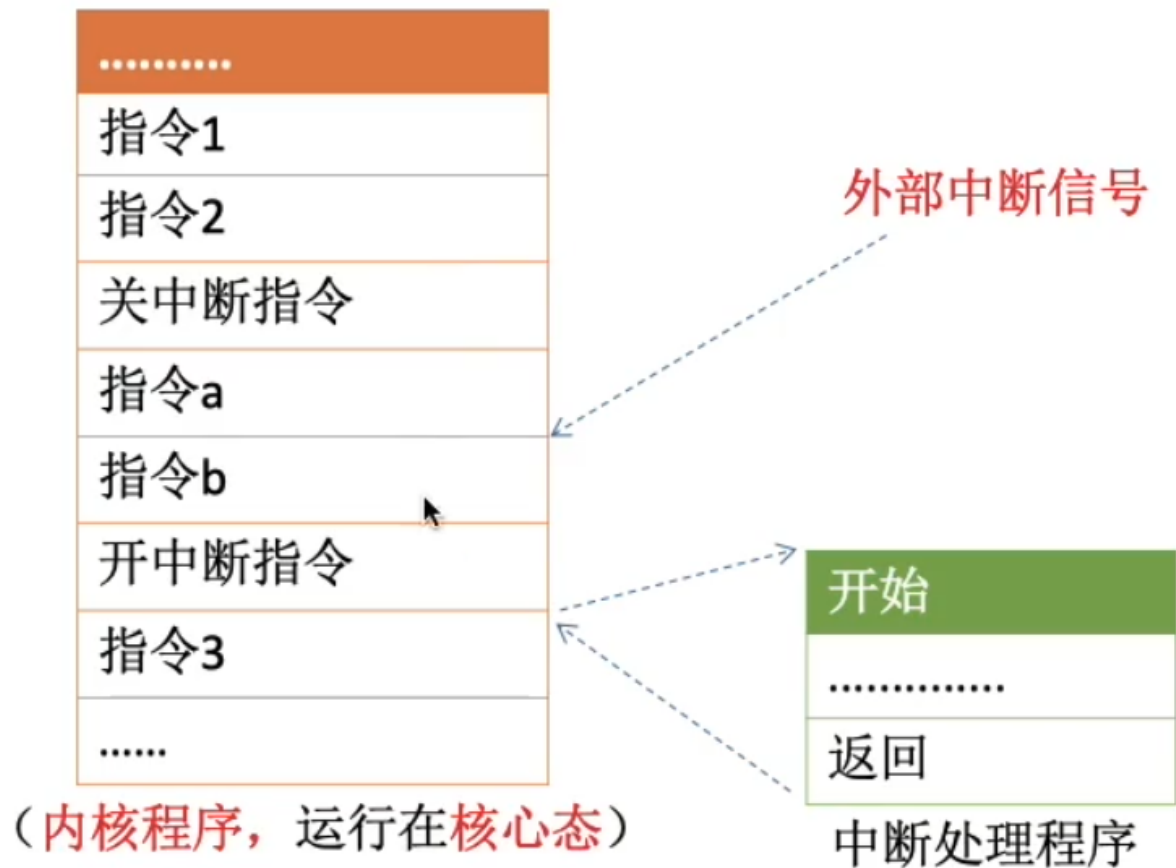 ..........
指令1
指令2
关中断指令
指令a
指令b
开中断指令
指令3
......
(内核程序，运行在核心态)
外部中断信号
开始
..............
返回
中断处理程序